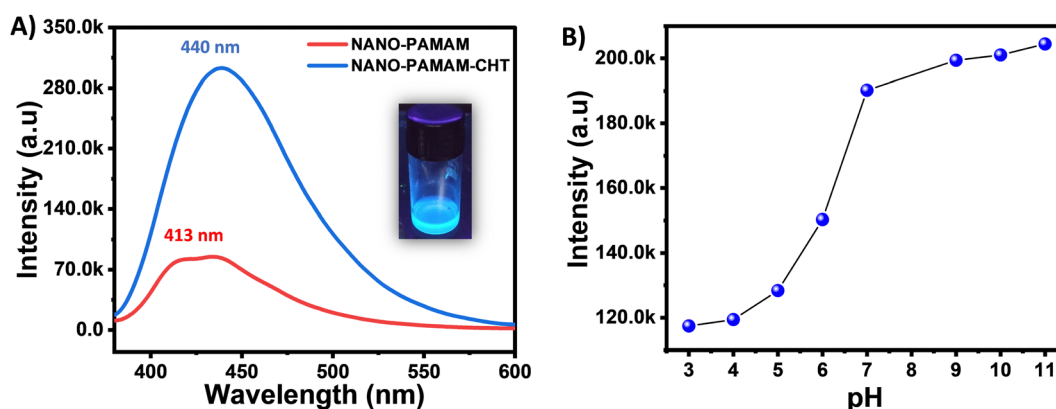 A)
350.0k
280.0k
210.0k
140.0k
70.0k
0.0
Intensity (a.u)
440 nm
413 nm
NANO-PAMAM
NANO-PAMAM-CHT
400
450
500
550
600
Wavelength (nm)
B)
200.0k
180.0k
160.0k
140.0k
120.0k
Intensity (a.u)
3
4
5
6
7
8
9
10
11
pH